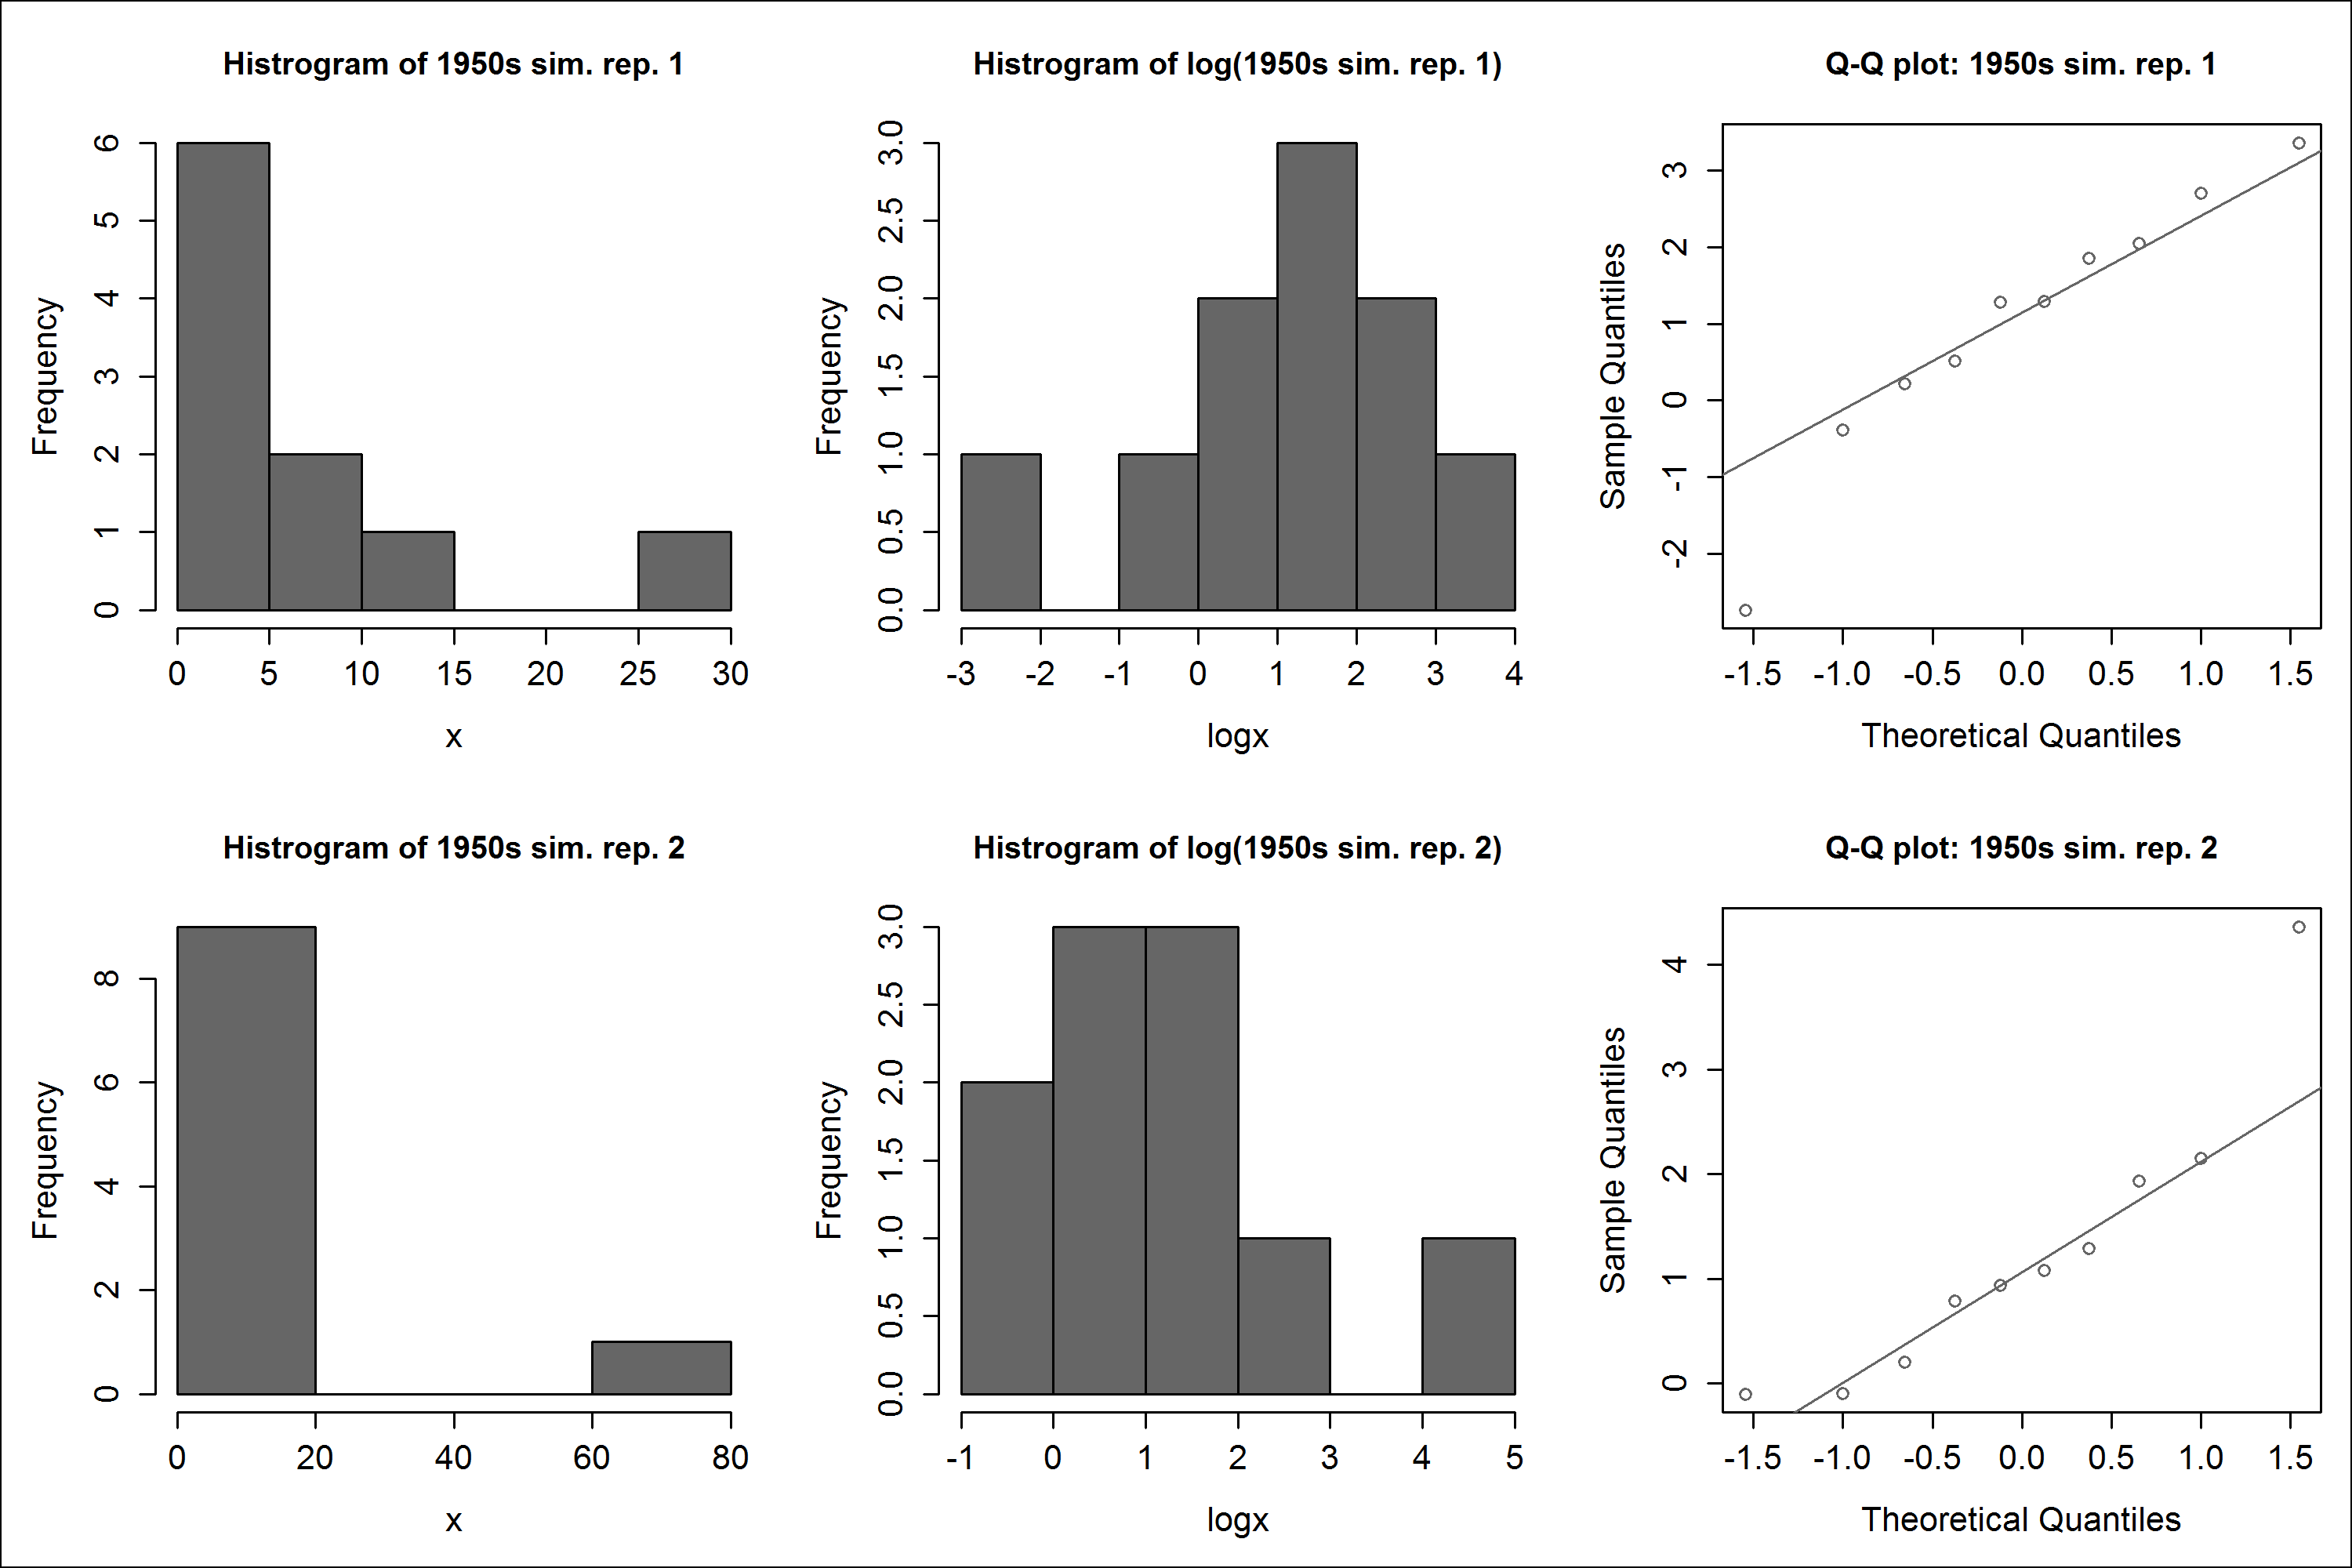 Histrogram of 1950s sim. rep. 1
Frequency
0 1 2 3 4 5 6
0 5 10 15 20 25 30
x
Histrogram of log(1950s sim. rep. 1)
Frequency
0.0 0.5 1.0 1.5 2.0 2.5 3.0
-3 -2 -1 0 1 2 3 4
logx
Q-Q plot: 1950s sim. rep. 1
Sample Quantiles
-2 -1 0 1 2 3
-1.5 -1.0 -0.5 0.0 0.5 1.0 1.5
Theoretical Quantiles
Histrogram of 1950s sim. rep. 2
Frequency
0 2 4 6 8
0 20 40 60 80
x
Histrogram of log(1950s sim. rep. 2)
Frequency
0.0 0.5 1.0 1.5 2.0 2.5 3.0
-1 0 1 2 3 4 5
logx
Q-Q plot: 1950s sim. rep. 2
Sample Quantiles
0 1 2 3 4
-1.5 -1.0 -0.5 0.0 0.5 1.0 1.5
Theoretical Quantiles